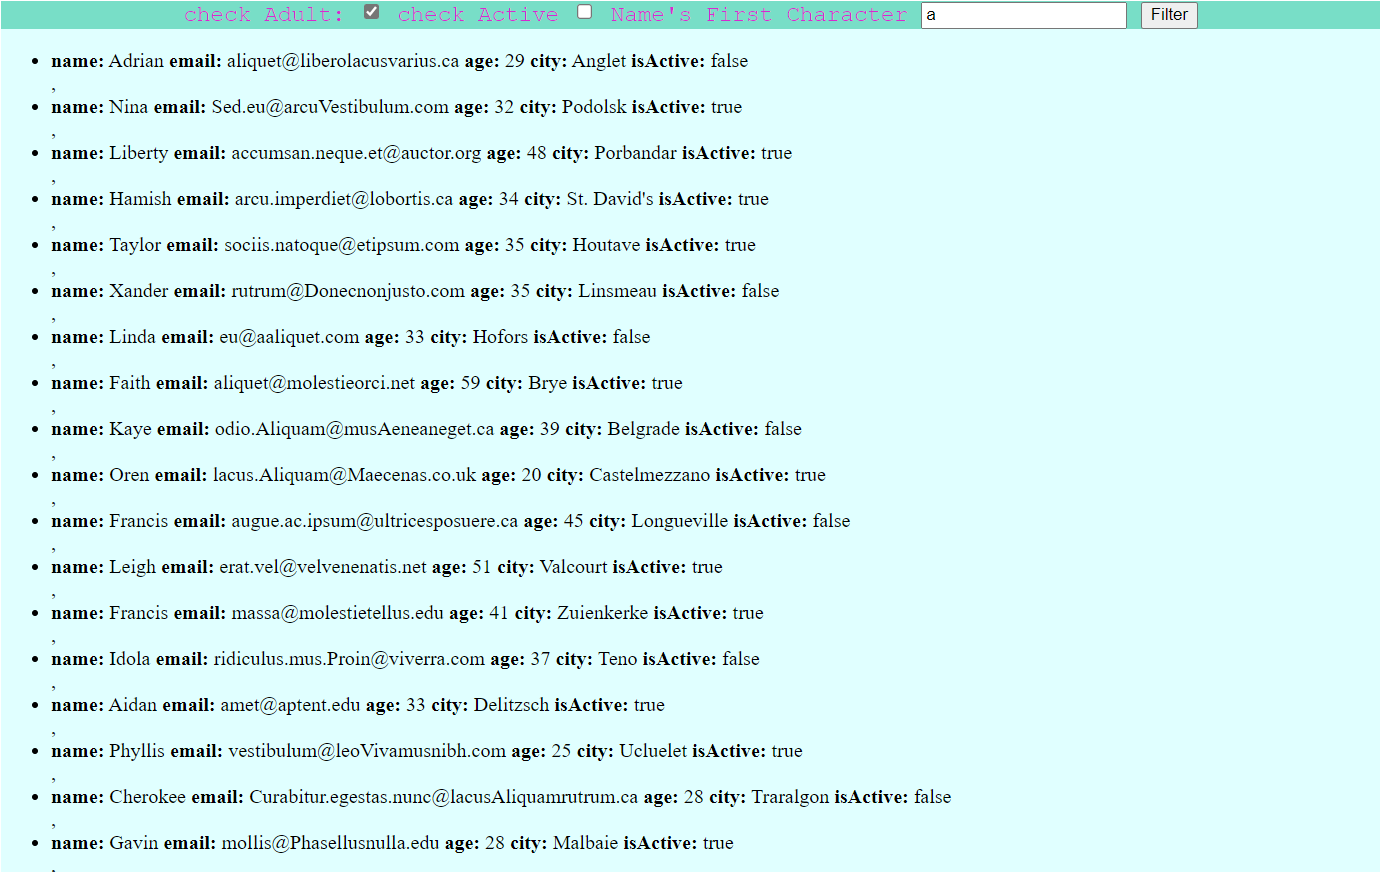 check Adult: check Active Name's First Character a Filter
name: Adrian email: aliquet@liberolacusvarius.ca age: 29 city: Anglet isActive: false
,
name: Nina email: Sed.eu@arcuVestibulum.com age: 32 city: Podolsk isActive: true
,
name: Liberty email: accumsan.neque.et@auctor.org age: 48 city: Porbandar isActive: true
,
name: Hamish email: arcu.imperdiet@lobortis.ca age: 34 city: St. David's isActive: true
,
name: Taylor email: sociis.natoque@etipsum.com age: 35 city: Houtave isActive: true
,
name: Xander email: rutrum@Donecnonjusto.com age: 35 city: Linsmeau isActive: false
,
name: Linda email: eu@aaliquet.com age: 33 city: Hofors isActive: false
,
name: Faith email: aliquet@molestieorci.net age: 59 city: Brye isActive: true
,
name: Kaye email: odio.Aliquam@musAeneaneget.ca age: 39 city: Belgrade isActive: false
,
name: Oren email: lacus.Aliquam@Maecenas.co.uk age: 20 city: Castelmezzano isActive: true
,
name: Francis email: augue.ac.ipsum@ultricesposuere.ca age: 45 city: Longueville isActive: false
,
name: Leigh email: erat.vel@velvenenatis.net age: 51 city: Valcourt isActive: true
,
name: Francis email: massa@molestietellus.edu age: 41 city: Zuienkerke isActive: true
,
name: Idola email: ridiculus.mus.Proin@viverra.com age: 37 city: Teno isActive: false
,
name: Aidan email: amet@aptent.edu age: 33 city: Delitzsch isActive: true
,
name: Phyllis email: vestibulum@leoVivamusnibh.com age: 25 city: Ucluelet isActive: true
,
name: Cherokee email: Curabitur.egestas.nunc@lacusAliquamrutrum.ca age: 28 city: Traralgon isActive: false
,
name: Gavin email: mollis@Phasellusnulla.edu age: 28 city: Malbaie isActive: true
,